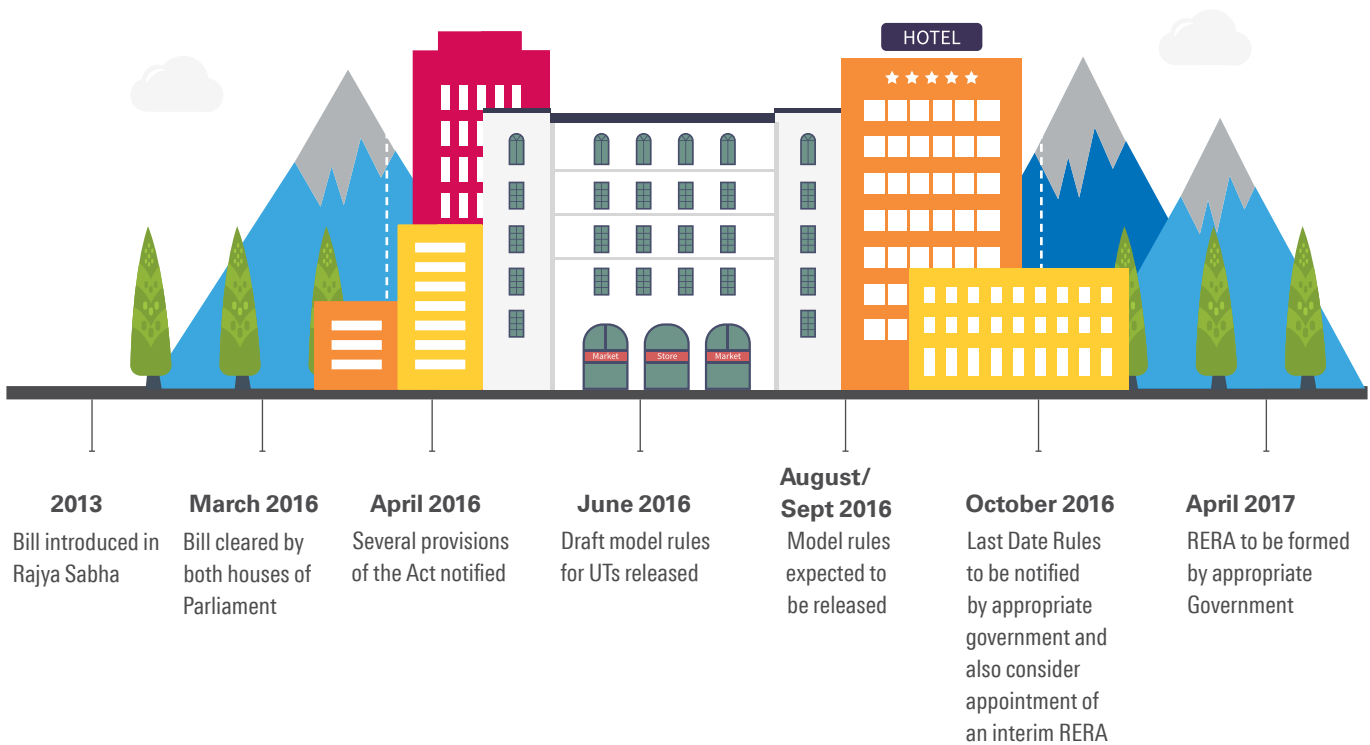 HOTEL
Market
Store
Market
2013
Bill introduced in
Rajya Sabha
March 2016
Bill cleared by
both houses of
Parliament
April 2016
Several provisions
of the Act notified
June 2016
Draft model rules
for UTs released
August/
Sept 2016
Model rules
expected to
be released
October 2016
Last Date Rules
to be notified
by appropriate
government and
also consider
appointment of
an interim RERA
April 2017
RERA to be formed
by appropriate
Government